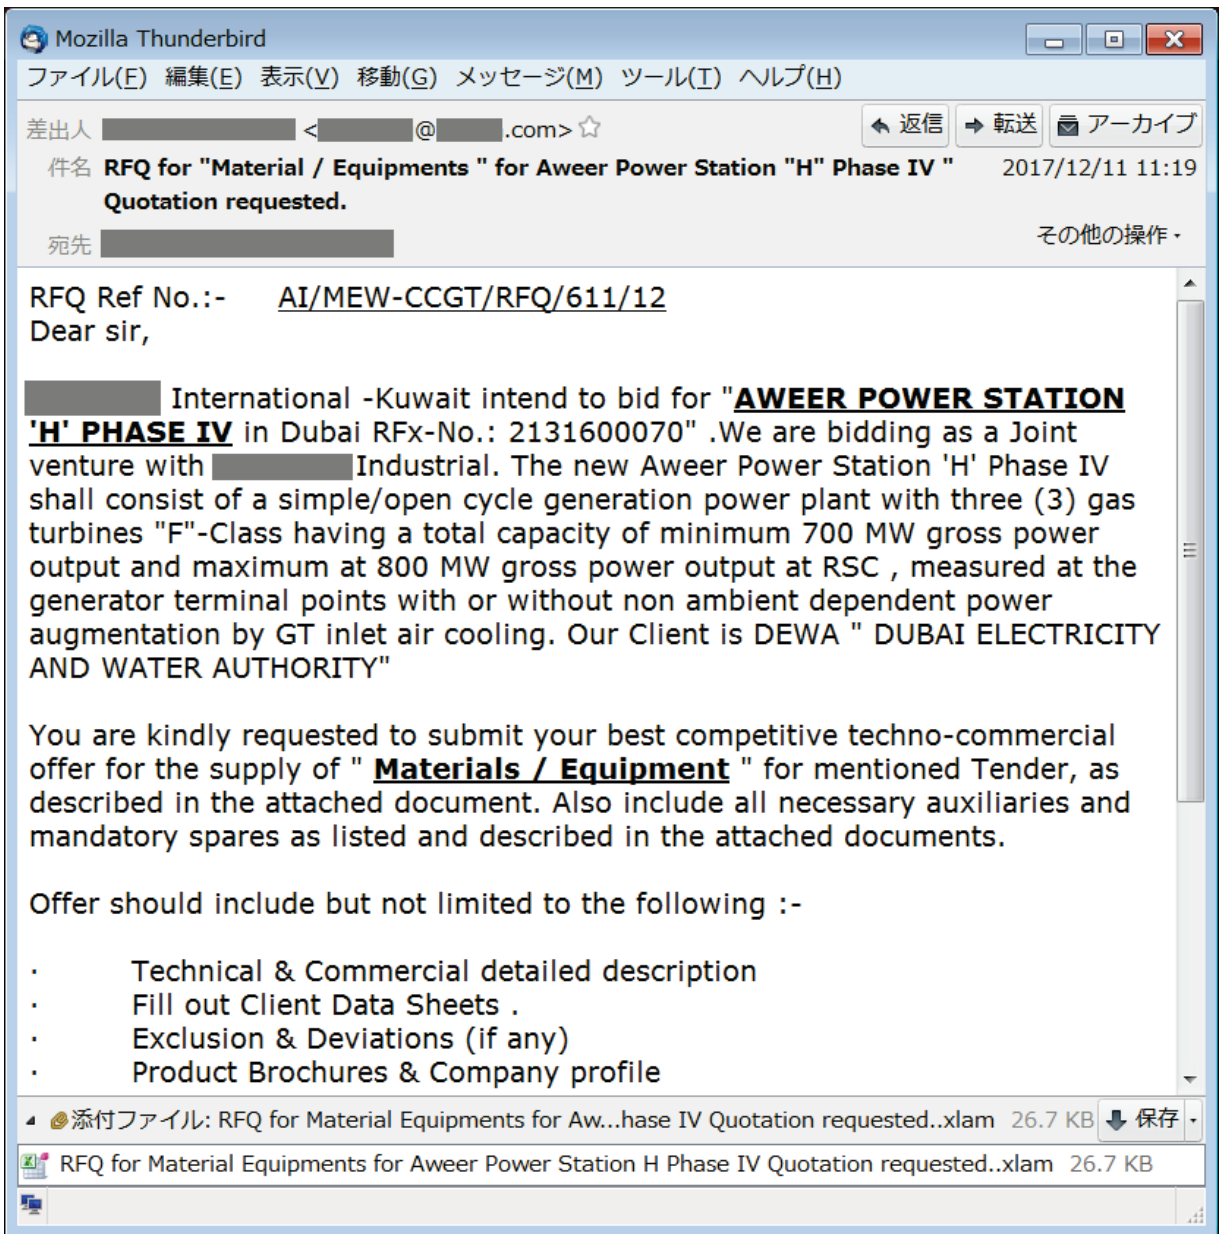 Mozilla Thunderbird
ファイル(F) 編集(E) 表示(V) 移動(G) メッセージ(M) ツール(T) ヘルプ(H)
差出人 < @ .com> 返信 転送 アーカイブ
件名 RFQ for "Material / Equipments " for Aweer Power Station "H" Phase IV " 2017/12/11 11:19
Quotation requested.
宛先 その他の操作
RFQ Ref No.:- AI/MEW-CCGT/RFQ/611/12
Dear sir,
International -Kuwait intend to bid for "AWEER POWER STATION
'H' PHASE IV in Dubai RFx-No.: 2131600070" .We are bidding as a Joint
venture with Industrial. The new Aweer Power Station 'H' Phase IV
shall consist of a simple/open cycle generation power plant with three (3) gas
turbines "F"-Class having a total capacity of minimum 700 MW gross power
output and maximum at 800 MW gross power output at RSC , measured at the
generator terminal points with or without non ambient dependent power
augmentation by GT inlet air cooling. Our Client is DEWA " DUBAI ELECTRICITY
AND WATER AUTHORITY"
You are kindly requested to submit your best competitive techno-commercial
offer for the supply of " Materials / Equipment " for mentioned Tender, as
described in the attached document. Also include all necessary auxiliaries and
mandatory spares as listed and described in the attached documents.
Offer should include but not limited to the following :-
· Technical & Commercial detailed description
· Fill out Client Data Sheets .
· Exclusion & Deviations (if any)
· Product Brochures & Company profile
添付ファイル: RFQ for Material Equipments for Aw...hase IV Quotation requested..xlam 26.7 KB 保存
RFQ for Material Equipments for Aweer Power Station H Phase IV Quotation requested..xlam 26.7 KB